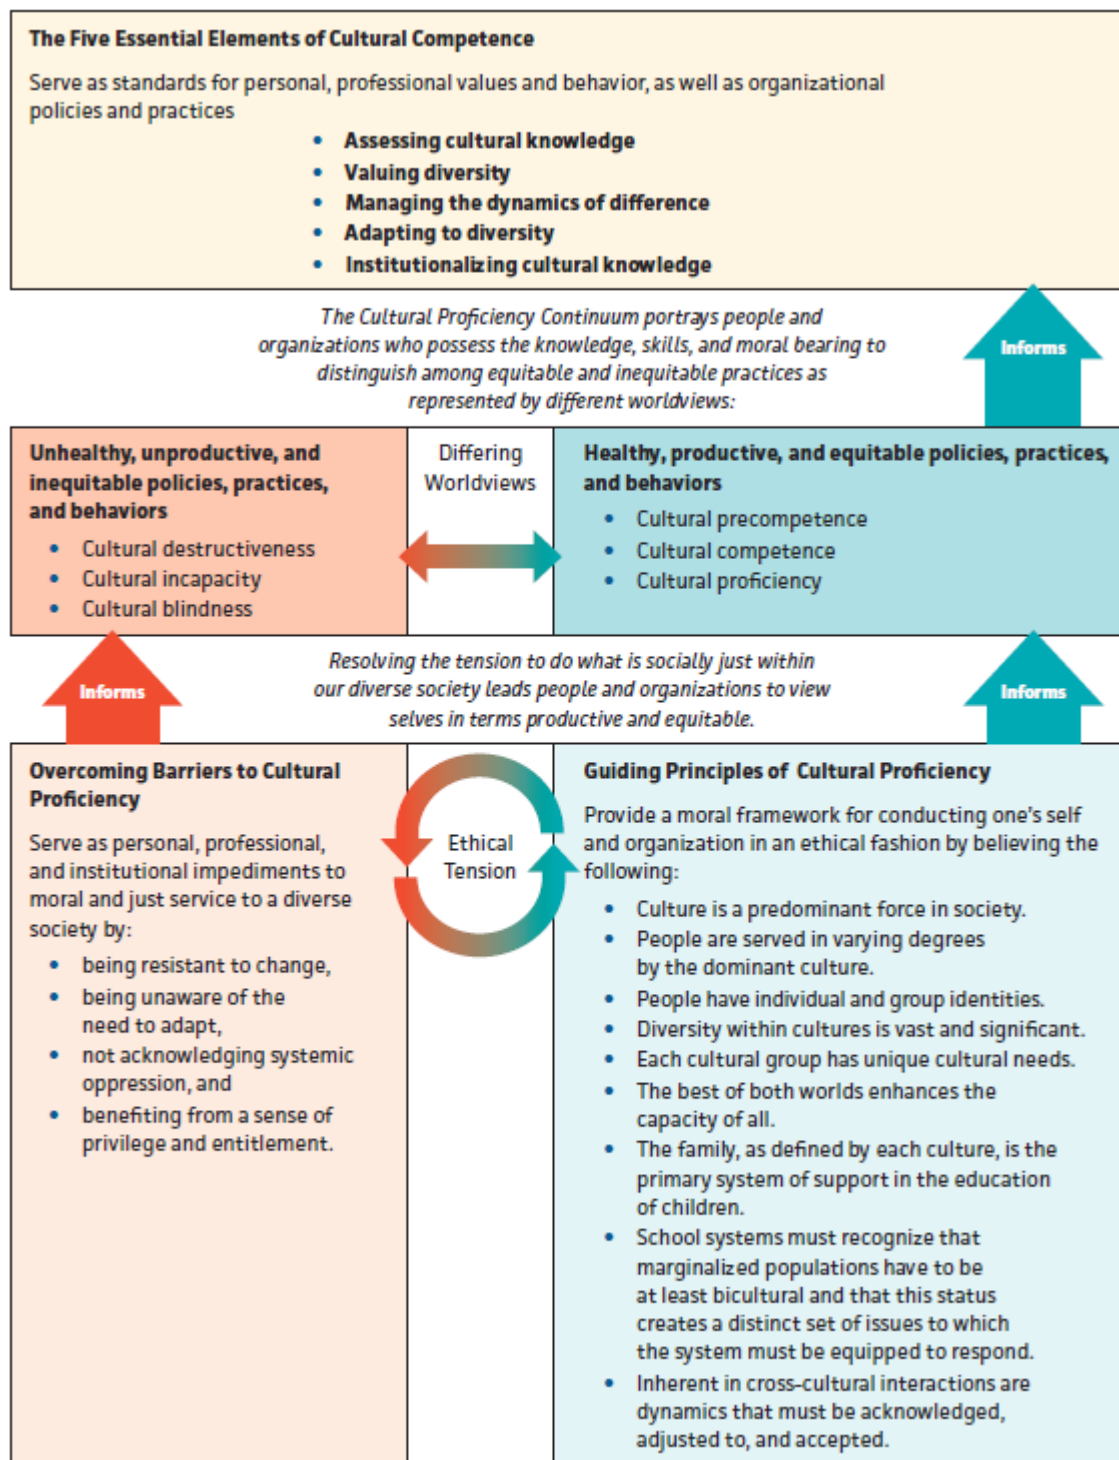 The Five Essential Elements of Cultural Competence
Serve as standards for personal, professional values and behavior, as well as organizational
policies and practices
• Assessing cultural knowledge
• Valuing diversity
• Managing the dynamics of difference
• Adapting to diversity
• Institutionalizing cultural knowledge
The Cultural Proficiency Continuum portrays people and
organizations who possess the knowledge, skills, and moral bearing to
distinguish among equitable and inequitable practices as
represented by different worldviews:
Informs
Unhealthy, unproductive, and
inequitable policies, practices,
and behaviors
• Cultural destructiveness
• Cultural incapacity
• Cultural blindness
Differing
Worldviews
Healthy, productive, and equitable policies, practices,
and behaviors
• Cultural precompetence
• Cultural competence
• Cultural proficiency
Informs
Resolving the tension to do what is socially just within
our diverse society leads people and organizations to view
selves in terms productive and equitable.
Informs
Overcoming Barriers to Cultural
Proficiency
Serve as personal, professional,
and institutional impediments to
moral and just service to a diverse
society by:
• being resistant to change,
• being unaware of the
need to adapt,
• not acknowledging systemic
oppression, and
• benefiting from a sense of
privilege and entitlement.
Ethical
Tension
Guiding Principles of Cultural Proficiency
Provide a moral framework for conducting one's self
and organization in an ethical fashion by believing the
following:
• Culture is a predominant force in society.
• People are served in varying degrees
by the dominant culture.
• People have individual and group identities.
• Diversity within cultures is vast and significant.
• Each cultural group has unique cultural needs.
• The best of both worlds enhances the
capacity of all.
• The family, as defined by each culture, is the
primary system of support in the education
of children.
• School systems must recognize that
marginalized populations have to be
at least bicultural and that this status
creates a distinct set of issues to which
the system must be equipped to respond.
• Inherent in cross-cultural interactions are
dynamics that must be acknowledged,
adjusted to, and accepted.